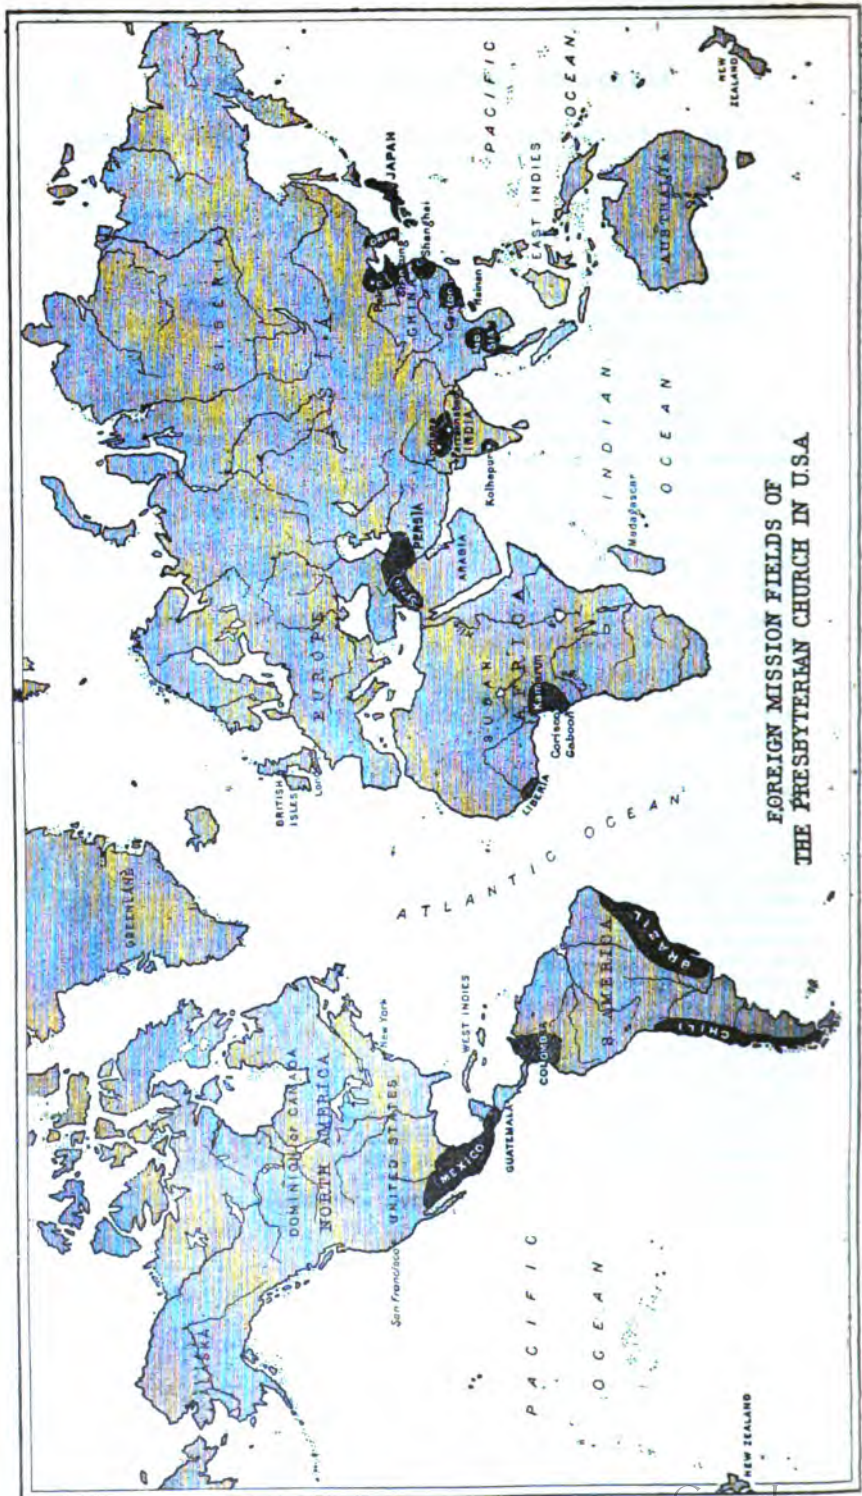 PACIFIC
OCEAN
NEW
ZEALAND
JAPAN
EAST INDIES
AUSTRALIA
SIBERIA
Shanghai
CHINA
Canton
Hainan
ASIA
INDIAN
OCEAN
INDIA
Kolhapur
PERSIA
ARABIA
Madagascar
EUROPE
SUDAN
AFRICA
Corisco
Gaboon
LIBERIA
BRITISH
ISLES
ATLANTIC OCEAN
GREENLAND
BRAZIL
S. AMERICA
CHILI
COLOMBIA
WEST INDIES
New York
DOMINION OF CANADA
NORTH AMERICA
UNITED STATES
MEXICO
GUATEMALA
San Francisco
ALASKA
PACIFIC
OCEAN
NEW ZEALAND
FOREIGN MISSION FIELDS OF
THE PRESBYTERIAN CHURCH IN U.S.A.